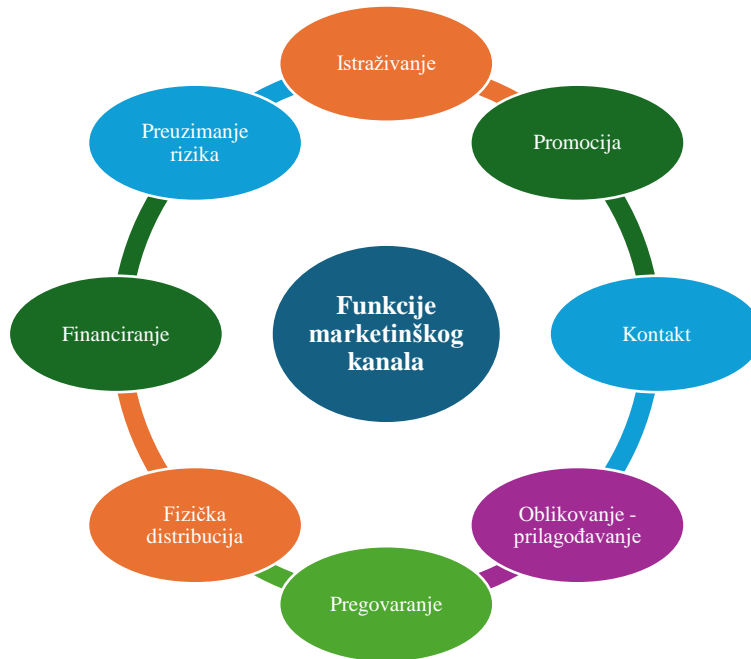 Istraživanje
Promocija
Kontakt
Oblikovanje -
prilagođavanje
Pregovaranje
Fizička
distribucija
Financiranje
Preuzimanje
rizika
Funkcije
marketinškog
kanala